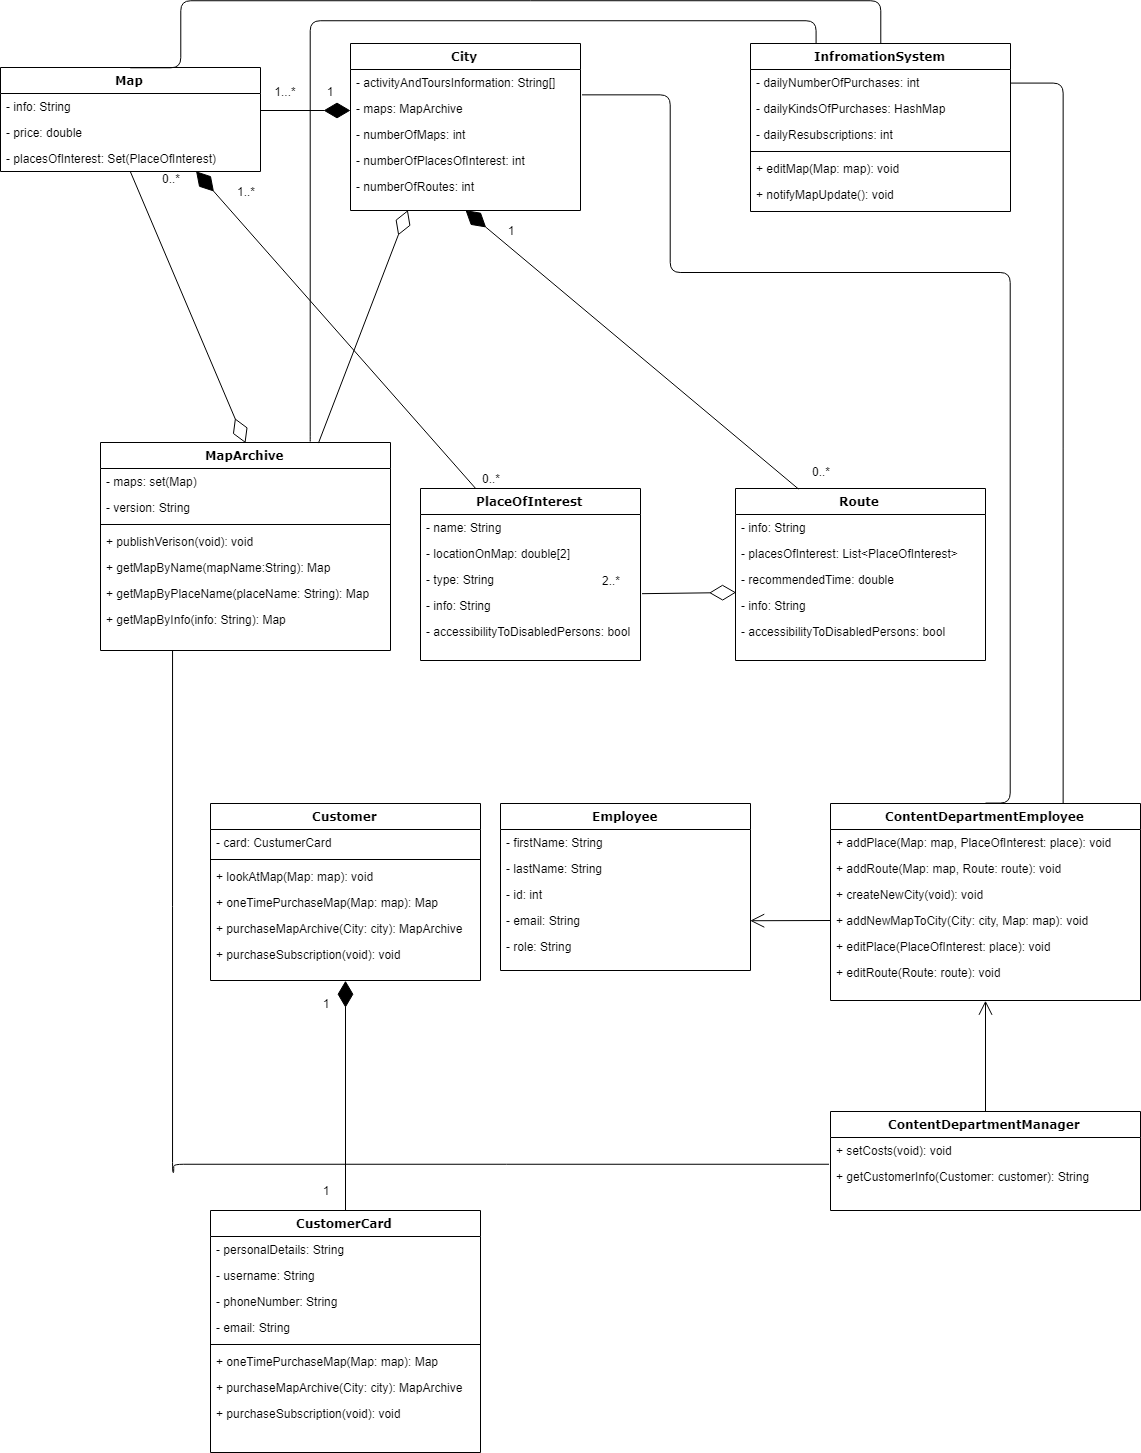 Map
- info: String
- price: double
- placesOfInterest: Set(PlaceOfInterest)
0..*
1..*
1...*
1
City
- activityAndToursInformation: String[]
- maps: MapArchive
- numberOfMaps: int
- numberOfPlacesOfInterest: int
- numberOfRoutes: int
1
InfromationSystem
- dailyNumberOfPurchases: int
- dailyKindsOfPurchases: HashMap
- dailyResubscriptions: int
+ editMap(Map: map): void
+ notifyMapUpdate(): void
MapArchive
- maps: set(Map)
- version: String
+ publishVerison(void): void
+ getMapByName(mapName:String): Map
+ getMapByPlaceName(placeName: String): Map
+ getMapByInfo(info: String): Map
0..*
PlaceOfInterest
- name: String
- locationOnMap: double[2]
- type: String
- info: String
- accessibilityToDisabledPersons: bool
2..*
0..*
Route
- info: String
- placesOfInterest: List<PlaceOfInterest>
- recommendedTime: double
- info: String
- accessibilityToDisabledPersons: bool
Customer
- card: CustumerCard
+ lookAtMap(Map: map): void
+ oneTimePurchaseMap(Map: map): Map
+ purchaseMapArchive(City: city): MapArchive
+ purchaseSubscription(void): void
1
Employee
- firstName: String
- lastName: String
- id: int
- email: String
- role: String
ContentDepartmentEmployee
+ addPlace(Map: map, PlaceOfInterest: place): void
+ addRoute(Map: map, Route: route): void
+ createNewCity(void): void
+ addNewMapToCity(City: city, Map: map): void
+ editPlace(PlaceOfInterest: place): void
+ editRoute(Route: route): void
ContentDepartmentManager
+ setCosts(void): void
+ getCustomerInfo(Customer: customer): String
1
CustomerCard
- personalDetails: String
- username: String
- phoneNumber: String
- email: String
+ oneTimePurchaseMap(Map: map): Map
+ purchaseMapArchive(City: city): MapArchive
+ purchaseSubscription(void): void